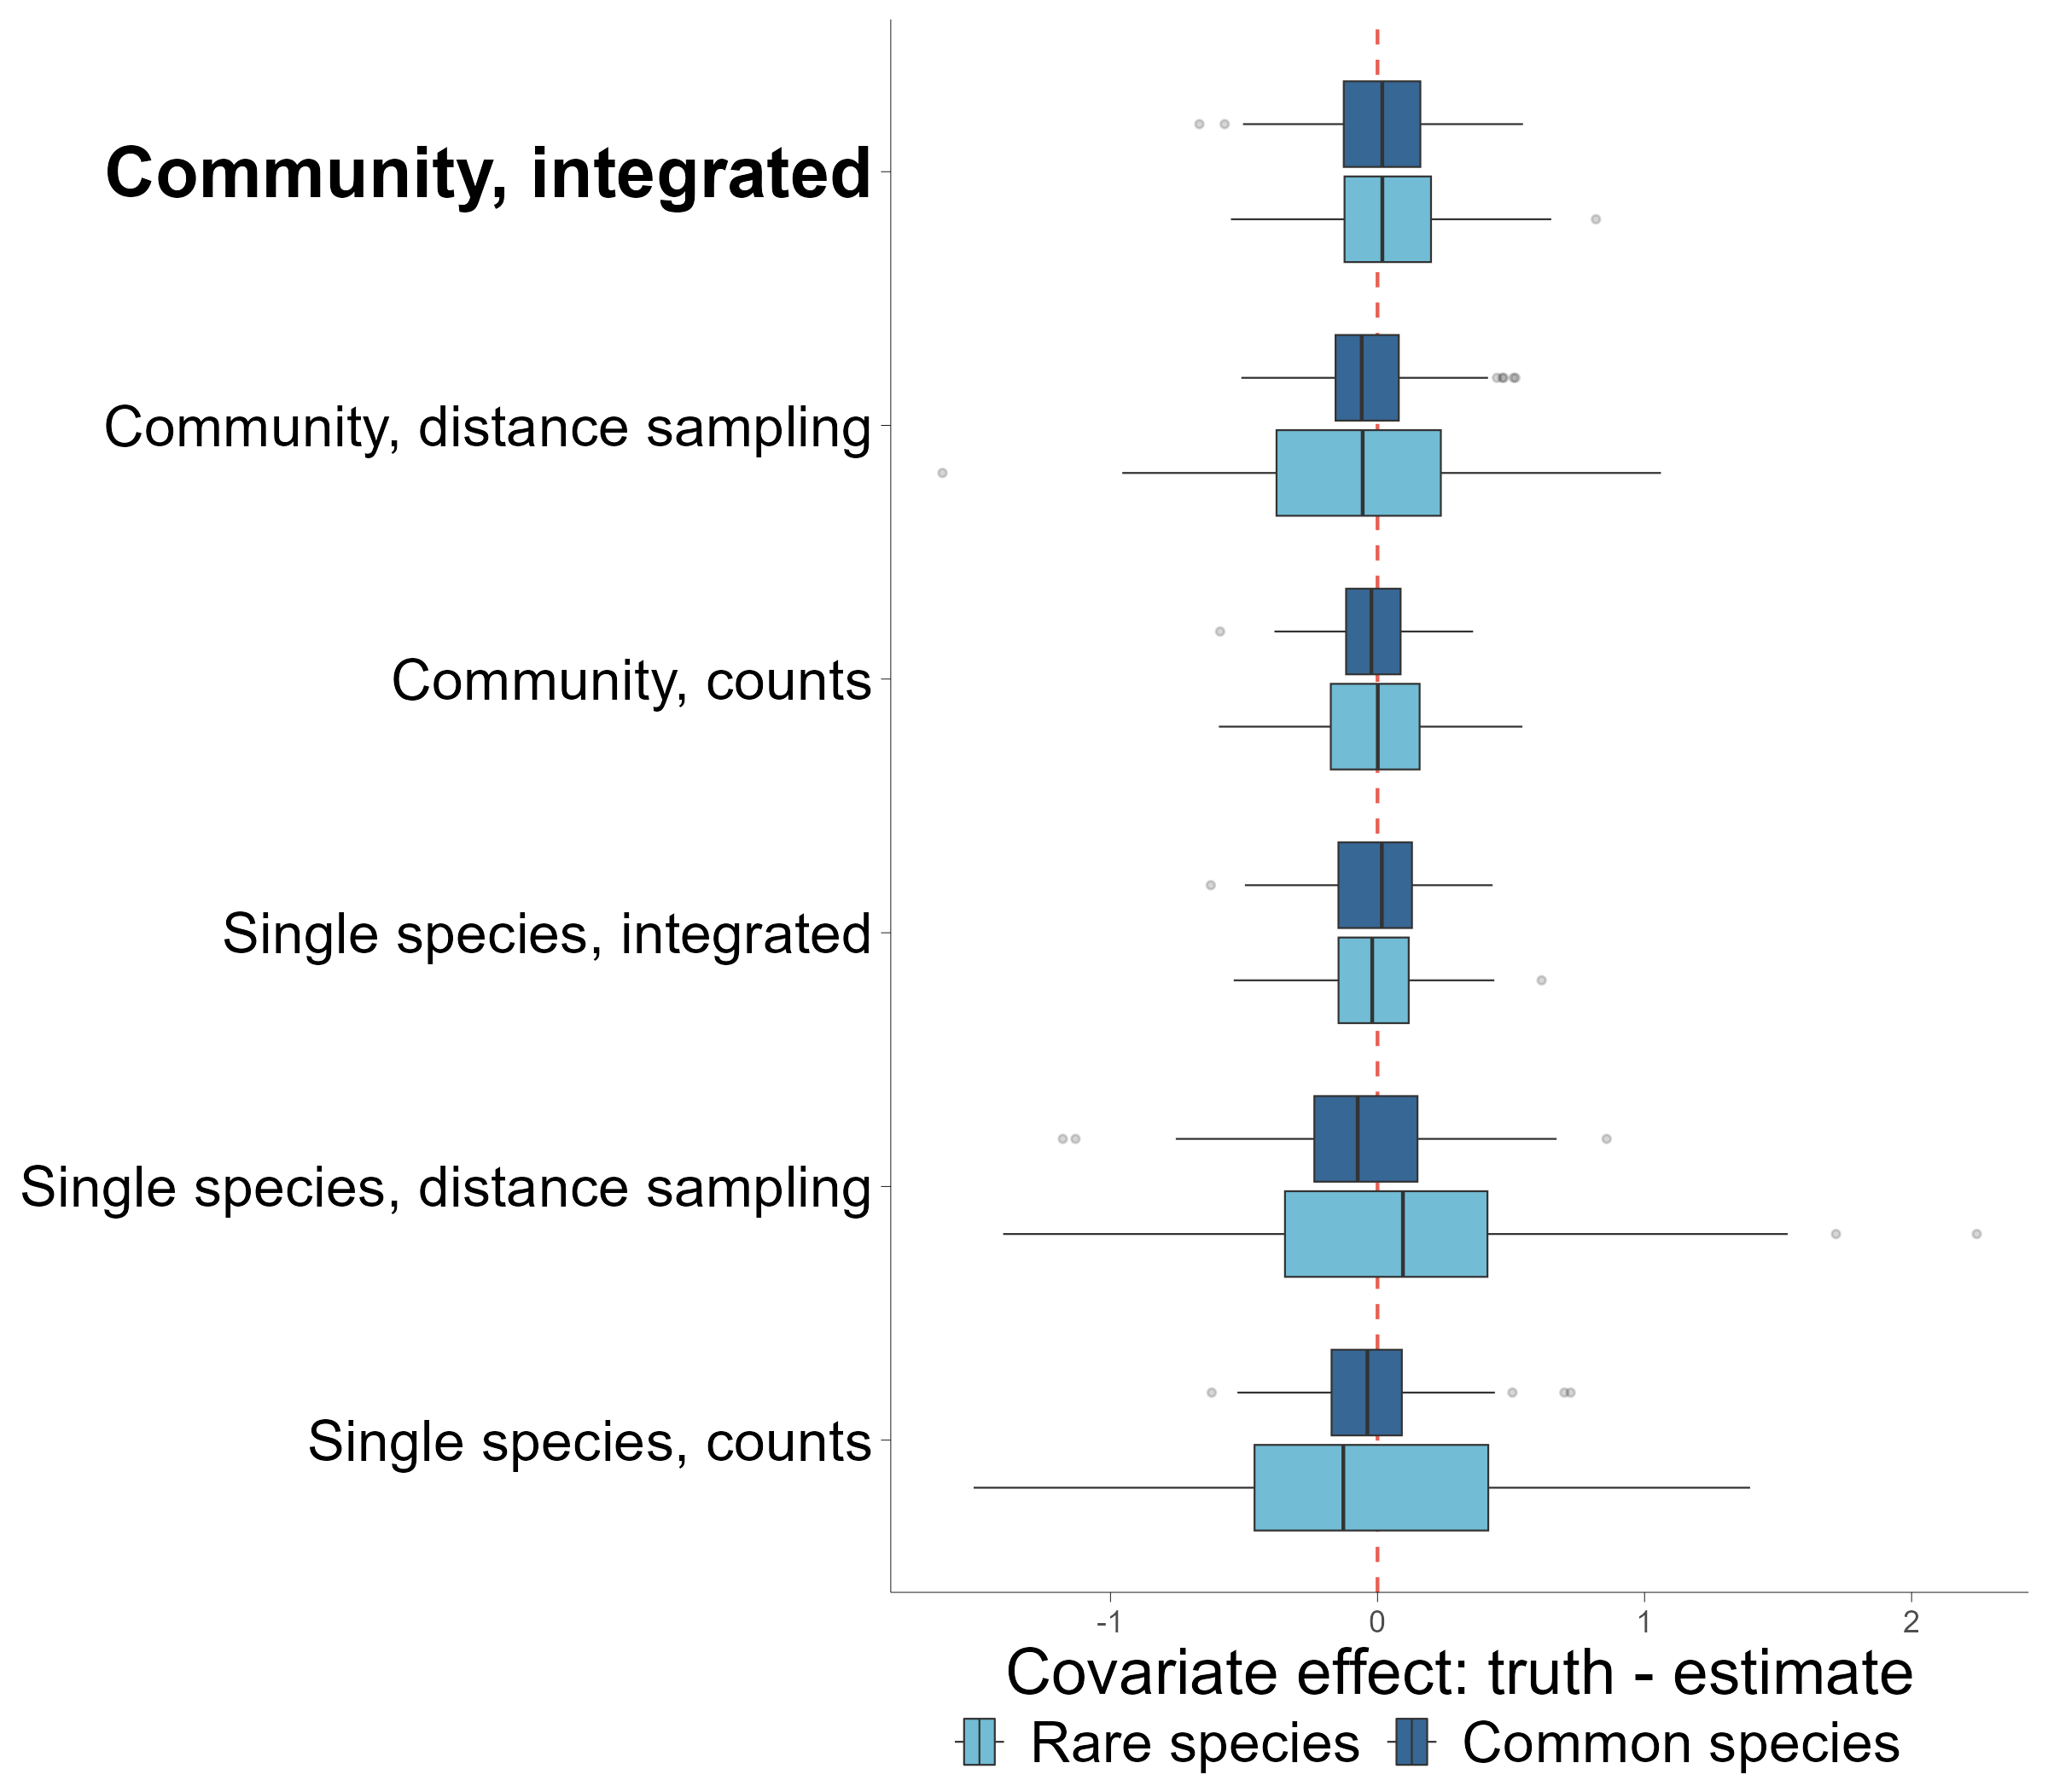 Community, integrated
Community, distance sampling
Community, counts
Single species, integrated
Single species, distance sampling
Single species, counts
-1 0 1 2
Covariate effect: truth - estimate
Rare species Common species